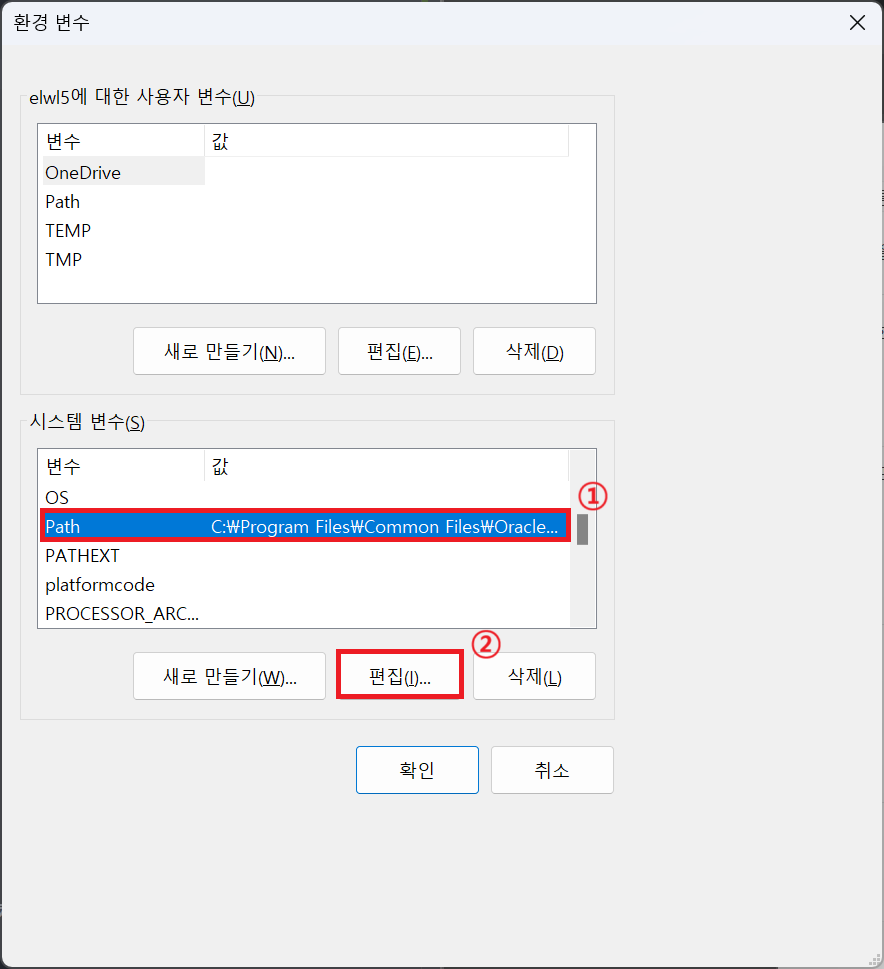 환경 변수
elwl5에 대한 사용자 변수(U)
변수 값
OneDrive
Path
TEMP
TMP
새로 만들기(N)... 편집(E)... 삭제(D)
시스템 변수(S)
변수 값
OS
①
Path C:₩Program Files₩Common Files₩Oracle...
PATHEXT
platformcode
PROCESSOR_ARC...
②
새로 만들기(W)... 편집(I)... 삭제(L)
확인 취소